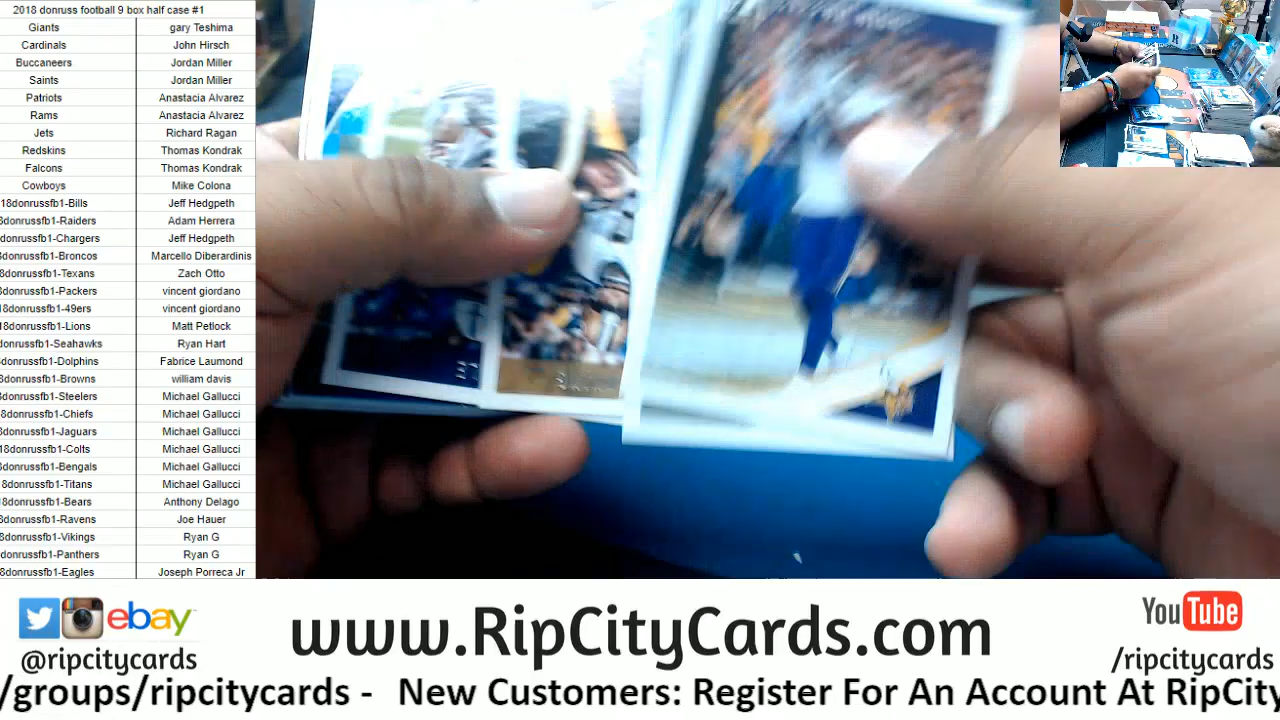 2018 donruss football 9 box half case #1
Giants gary Teshima
Cardinals John Hirsch
Buccaneers Jordan Miller
Saints Jordan Miller
Patriots Anastacia Alvarez
Rams Anastacia Alvarez
Jets Richard Ragan
Redskins Thomas Kondrak
Falcons Thomas Kondrak
Cowboys Mike Colona
18donrussfb1-Bills Jeff Hedgpeth
8donrussfb1-Raiders Adam Herrera
donrussfb1-Chargers Jeff Hedgpeth
donrussfb1-Broncos Marcello Diberardinis
8donrussfb1-Texans Zach Otto
8donrussfb1-Packers vincent giordano
18donrussfb1-49ers vincent giordano
18donrussfb1-Lions Matt Petlock
donrussfb1-Seahawks Ryan Hart
8donrussfb1-Dolphins Fabrice Laumond
8donrussfb1-Browns william davis
8donrussfb1-Steelers Michael Gallucci
8donrussfb1-Chiefs Michael Gallucci
8donrussfb1-Jaguars Michael Gallucci
18donrussfb1-Colts Michael Gallucci
8donrussfb1-Bengals Michael Gallucci
18donrussfb1-Titans Michael Gallucci
18donrussfb1-Bears Anthony Delago
8donrussfb1-Ravens Joe Hauer
8donrussfb1-Vikings Ryan G
donrussfb1-Panthers Ryan G
8donrussfb1-Eagles Joseph Porreca Jr
ebay
@ripcitycards
www.RipCityCards.com
YouTube
/ripcitycards
/groups/ripcitycards - New Customers: Register For An Account At RipCity